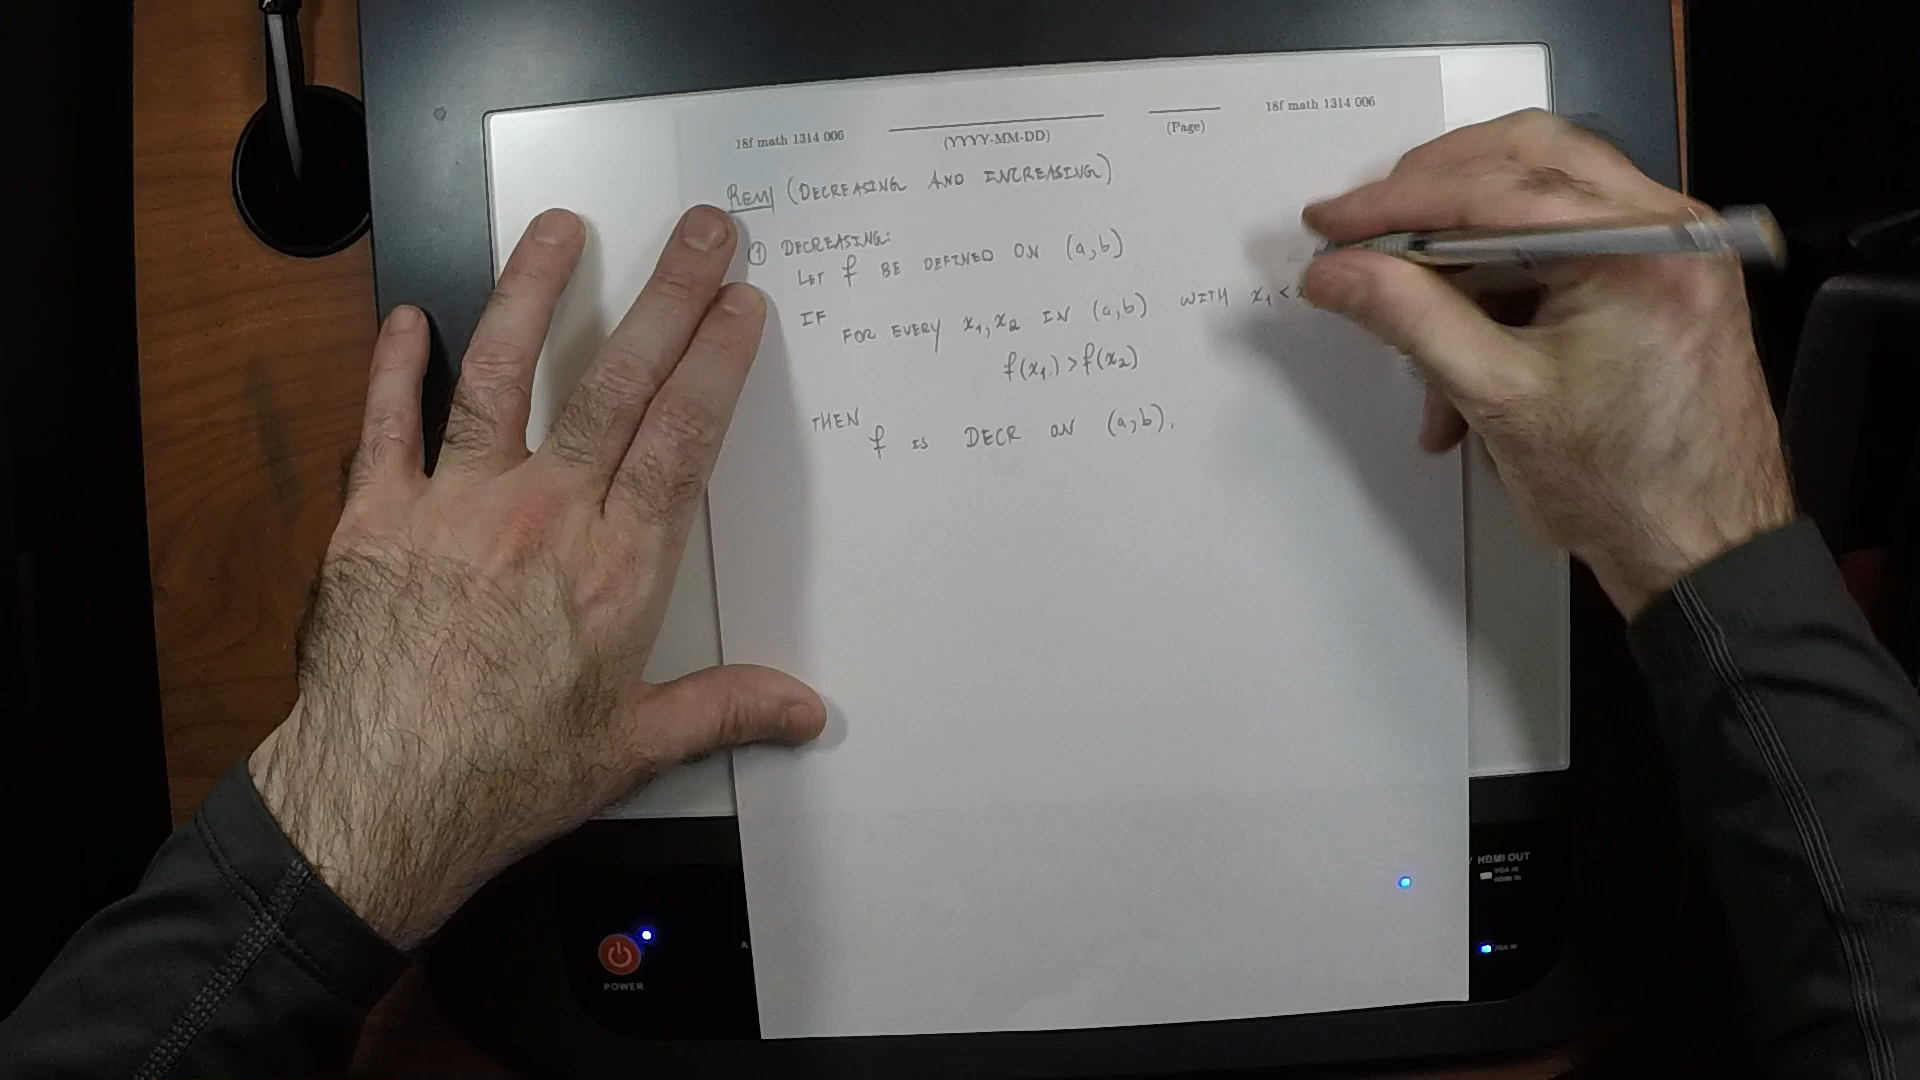 18f math 1314 006 (YYYY-MM-DD) (Page) 18f math 1314 006
REM (DECREASING AND INCREASING)
① DECREASING:
LET f BE DEFINED ON (a,b)
IF
FOR EVERY x₁, x₂ IN (a,b) WITH x₁ <
f(x₁) > f(x₂)
THEN
f IS DECR ON (a,b).
HDMI OUT
POWER